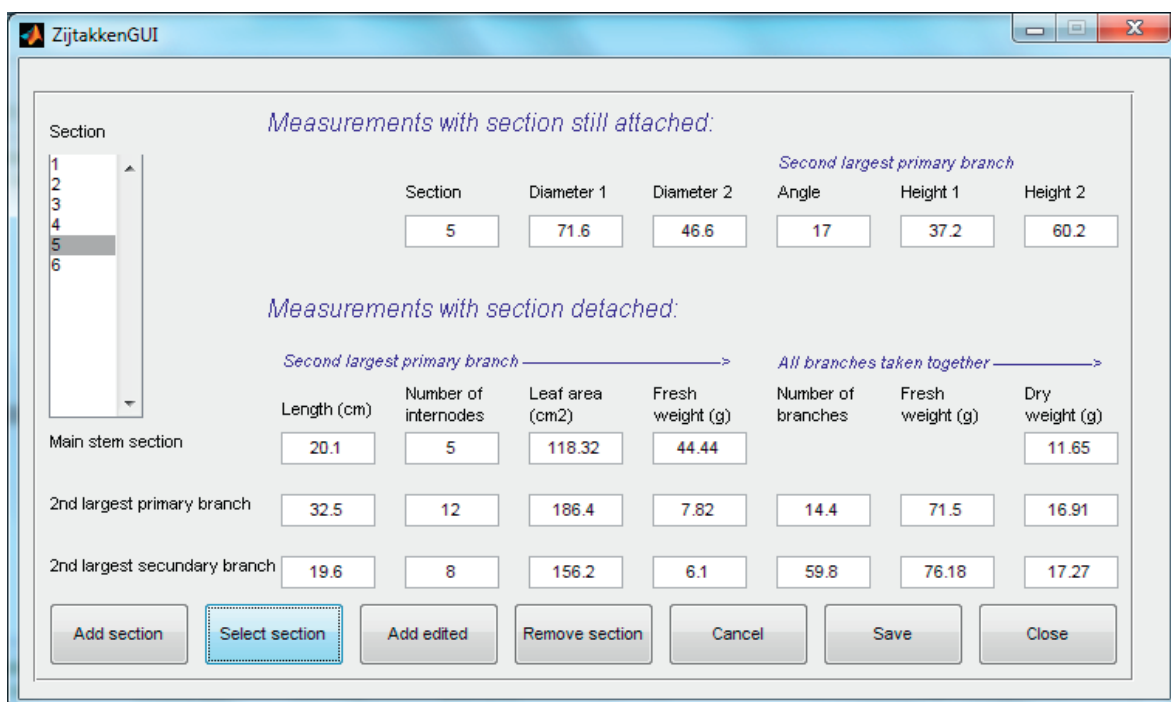 ZijtakkenGUI
Section
1
2
3
4
5
6
Measurements with section still attached:
Second largest primary branch
Section Diameter 1 Diameter 2 Angle Height 1 Height 2
5 71.6 46.6 17 37.2 60.2
Measurements with section detached:
Second largest primary branch All branches taken together
Length (cm) Number of internodes Leaf area (cm2) Fresh weight (g) Number of branches Fresh weight (g) Dry weight (g)
Main stem section 20.1 5 118.32 44.44 11.65
2nd largest primary branch 32.5 12 186.4 7.82 14.4 71.5 16.91
2nd largest secundary branch 19.6 8 156.2 6.1 59.8 76.18 17.27
Add section Select section Add edited Remove section Cancel Save Close